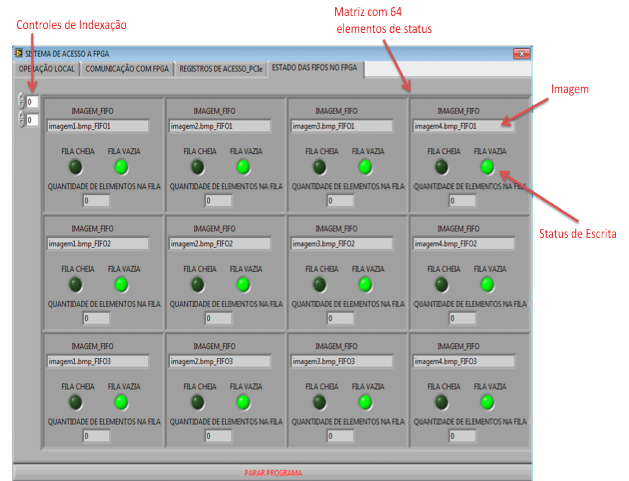 Controles de Indexação
Matriz com 64
elementos de status
SISTEMA DE ACESSO A FPGA
OPERAÇÃO LOCAL COMUNICAÇÃO COM FPGA REGISTROS DE ACESSO_PCIe ESTADO DAS FIFOS NO FPGA
Imagem
0
0
IMAGEM_FIFO IMAGEM_FIFO IMAGEM_FIFO IMAGEM_FIFO
imagem1.bmp_FIFO1 imagem2.bmp_FIFO1 imagem3.bmp_FIFO1 imagem4.bmp_FIFO1
FILA CHEIA FILA VAZIA FILA CHEIA FILA VAZIA FILA CHEIA FILA VAZIA FILA CHEIA FILA VAZIA
QUANTIDADE DE ELEMENTOS NA FILA QUANTIDADE DE ELEMENTOS NA FILA QUANTIDADE DE ELEMENTOS NA FILA QUANTIDADE DE ELEMENTOS NA FILA
0 0 0 0
Status de Escrita
IMAGEM_FIFO IMAGEM_FIFO IMAGEM_FIFO IMAGEM_FIFO
imagem1.bmp_FIFO2 imagem2.bmp_FIFO2 imagem3.bmp_FIFO2 imagem4.bmp_FIFO2
FILA CHEIA FILA VAZIA FILA CHEIA FILA VAZIA FILA CHEIA FILA VAZIA FILA CHEIA FILA VAZIA
QUANTIDADE DE ELEMENTOS NA FILA QUANTIDADE DE ELEMENTOS NA FILA QUANTIDADE DE ELEMENTOS NA FILA QUANTIDADE DE ELEMENTOS NA FILA
0 0 0 0
IMAGEM_FIFO IMAGEM_FIFO IMAGEM_FIFO IMAGEM_FIFO
imagem1.bmp_FIFO3 imagem2.bmp_FIFO3 imagem3.bmp_FIFO3 imagem4.bmp_FIFO3
FILA CHEIA FILA VAZIA FILA CHEIA FILA VAZIA FILA CHEIA FILA VAZIA FILA CHEIA FILA VAZIA
QUANTIDADE DE ELEMENTOS NA FILA QUANTIDADE DE ELEMENTOS NA FILA QUANTIDADE DE ELEMENTOS NA FILA QUANTIDADE DE ELEMENTOS NA FILA
0 0 0 0
PARAR PROGRAMA